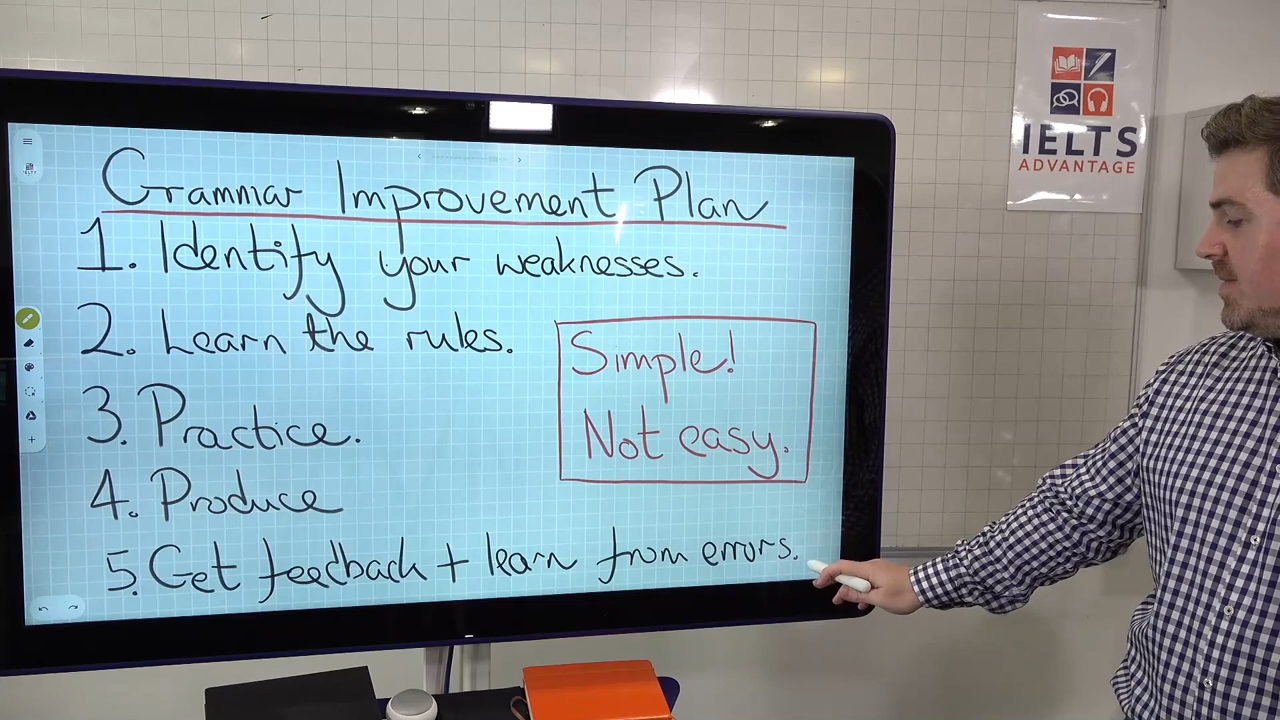 Grammar Improvement Plan
1. Identify your weaknesses.
2. Learn the rules.
3. Practice.
4. Produce
5. Get feedback + learn from errors.
Simple!
Not easy.
IELTS
ADVANTAGE